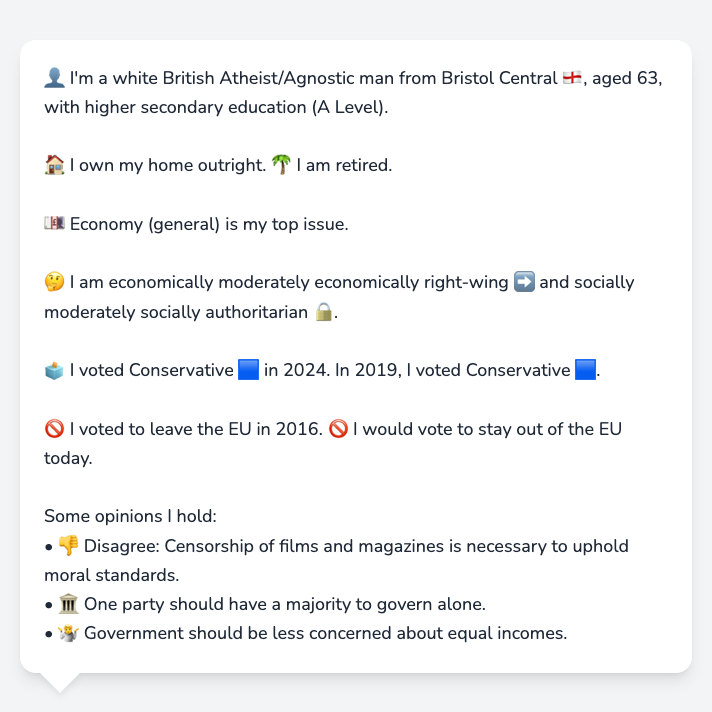 👤 I'm a white British Atheist/Agnostic man from Bristol Central 🏴󠁧󠁢󠁥󠁮󠁧󠁿, aged 63,
with higher secondary education (A Level).
🏠 I own my home outright. 🌴 I am retired.
💷 Economy (general) is my top issue.
🤔 I am economically moderately economically right-wing ➡️ and socially
moderately socially authoritarian 🔒.
🗳️ I voted Conservative 🟦 in 2024. In 2019, I voted Conservative 🟦.
🚫 I voted to leave the EU in 2016. 🚫 I would vote to stay out of the EU
today.
Some opinions I hold:
• 👎 Disagree: Censorship of films and magazines is necessary to uphold
moral standards.
• 🏛️ One party should have a majority to govern alone.
• 🤷 Government should be less concerned about equal incomes.